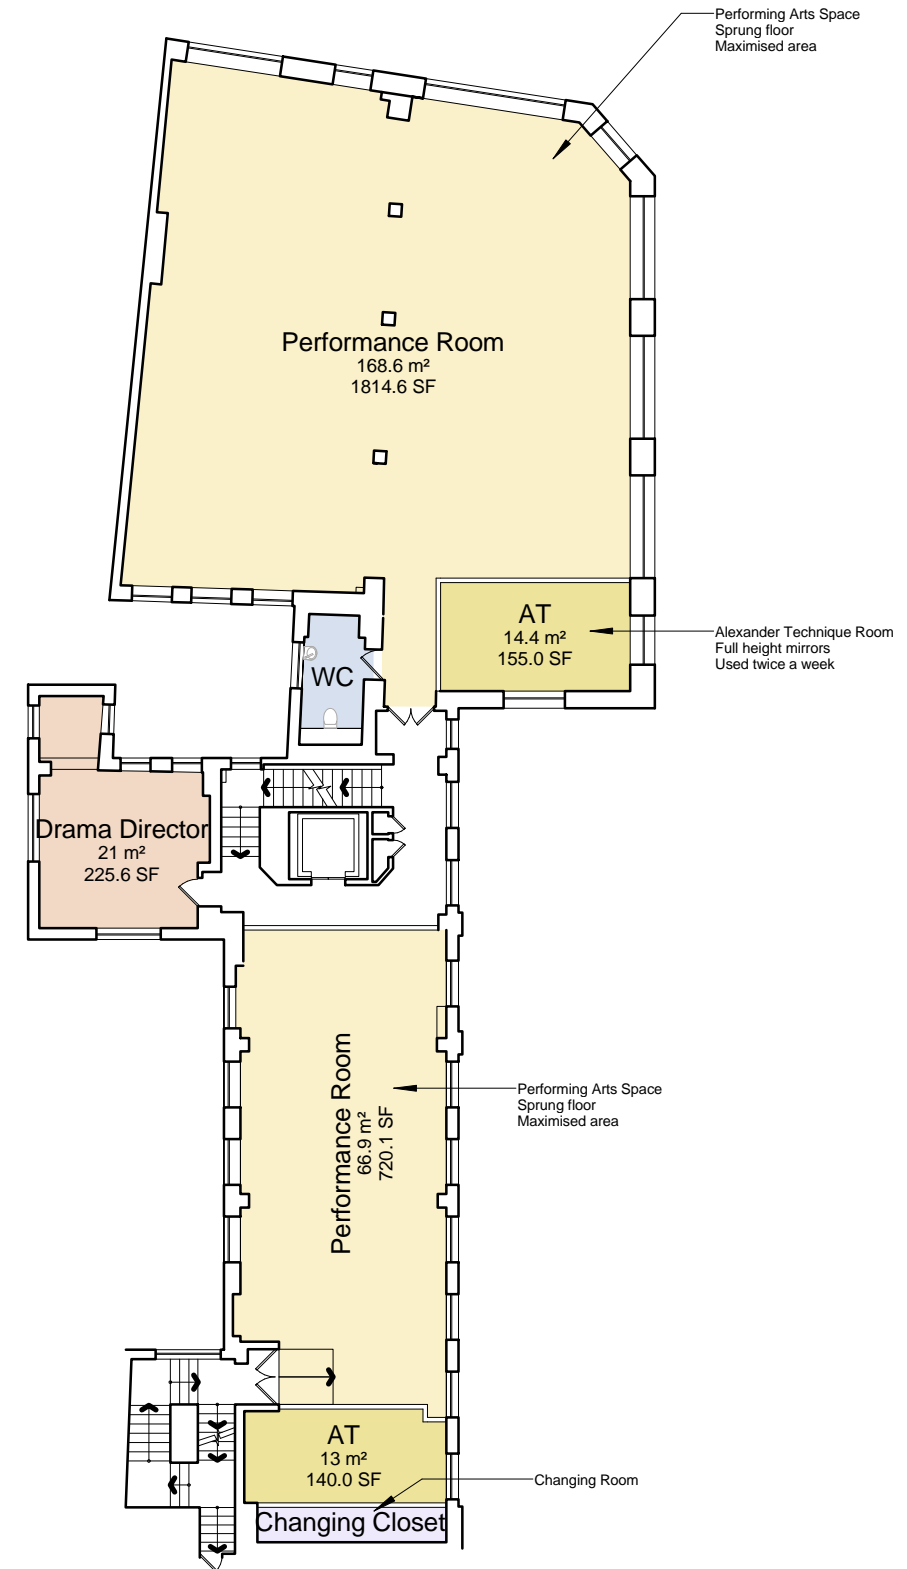 Performing Arts Space
Sprung floor
Maximised area
Performance Room
168.6 m²
1814.6 SF
AT
14.4 m²
155.0 SF
Alexander Technique Room
Full height mirrors
Used twice a week
WC
Drama Director
21 m²
225.6 SF
Performance Room
66.9 m²
720.1 SF
Performing Arts Space
Sprung floor
Maximised area
AT
13 m²
140.0 SF
Changing Room
Changing Closet